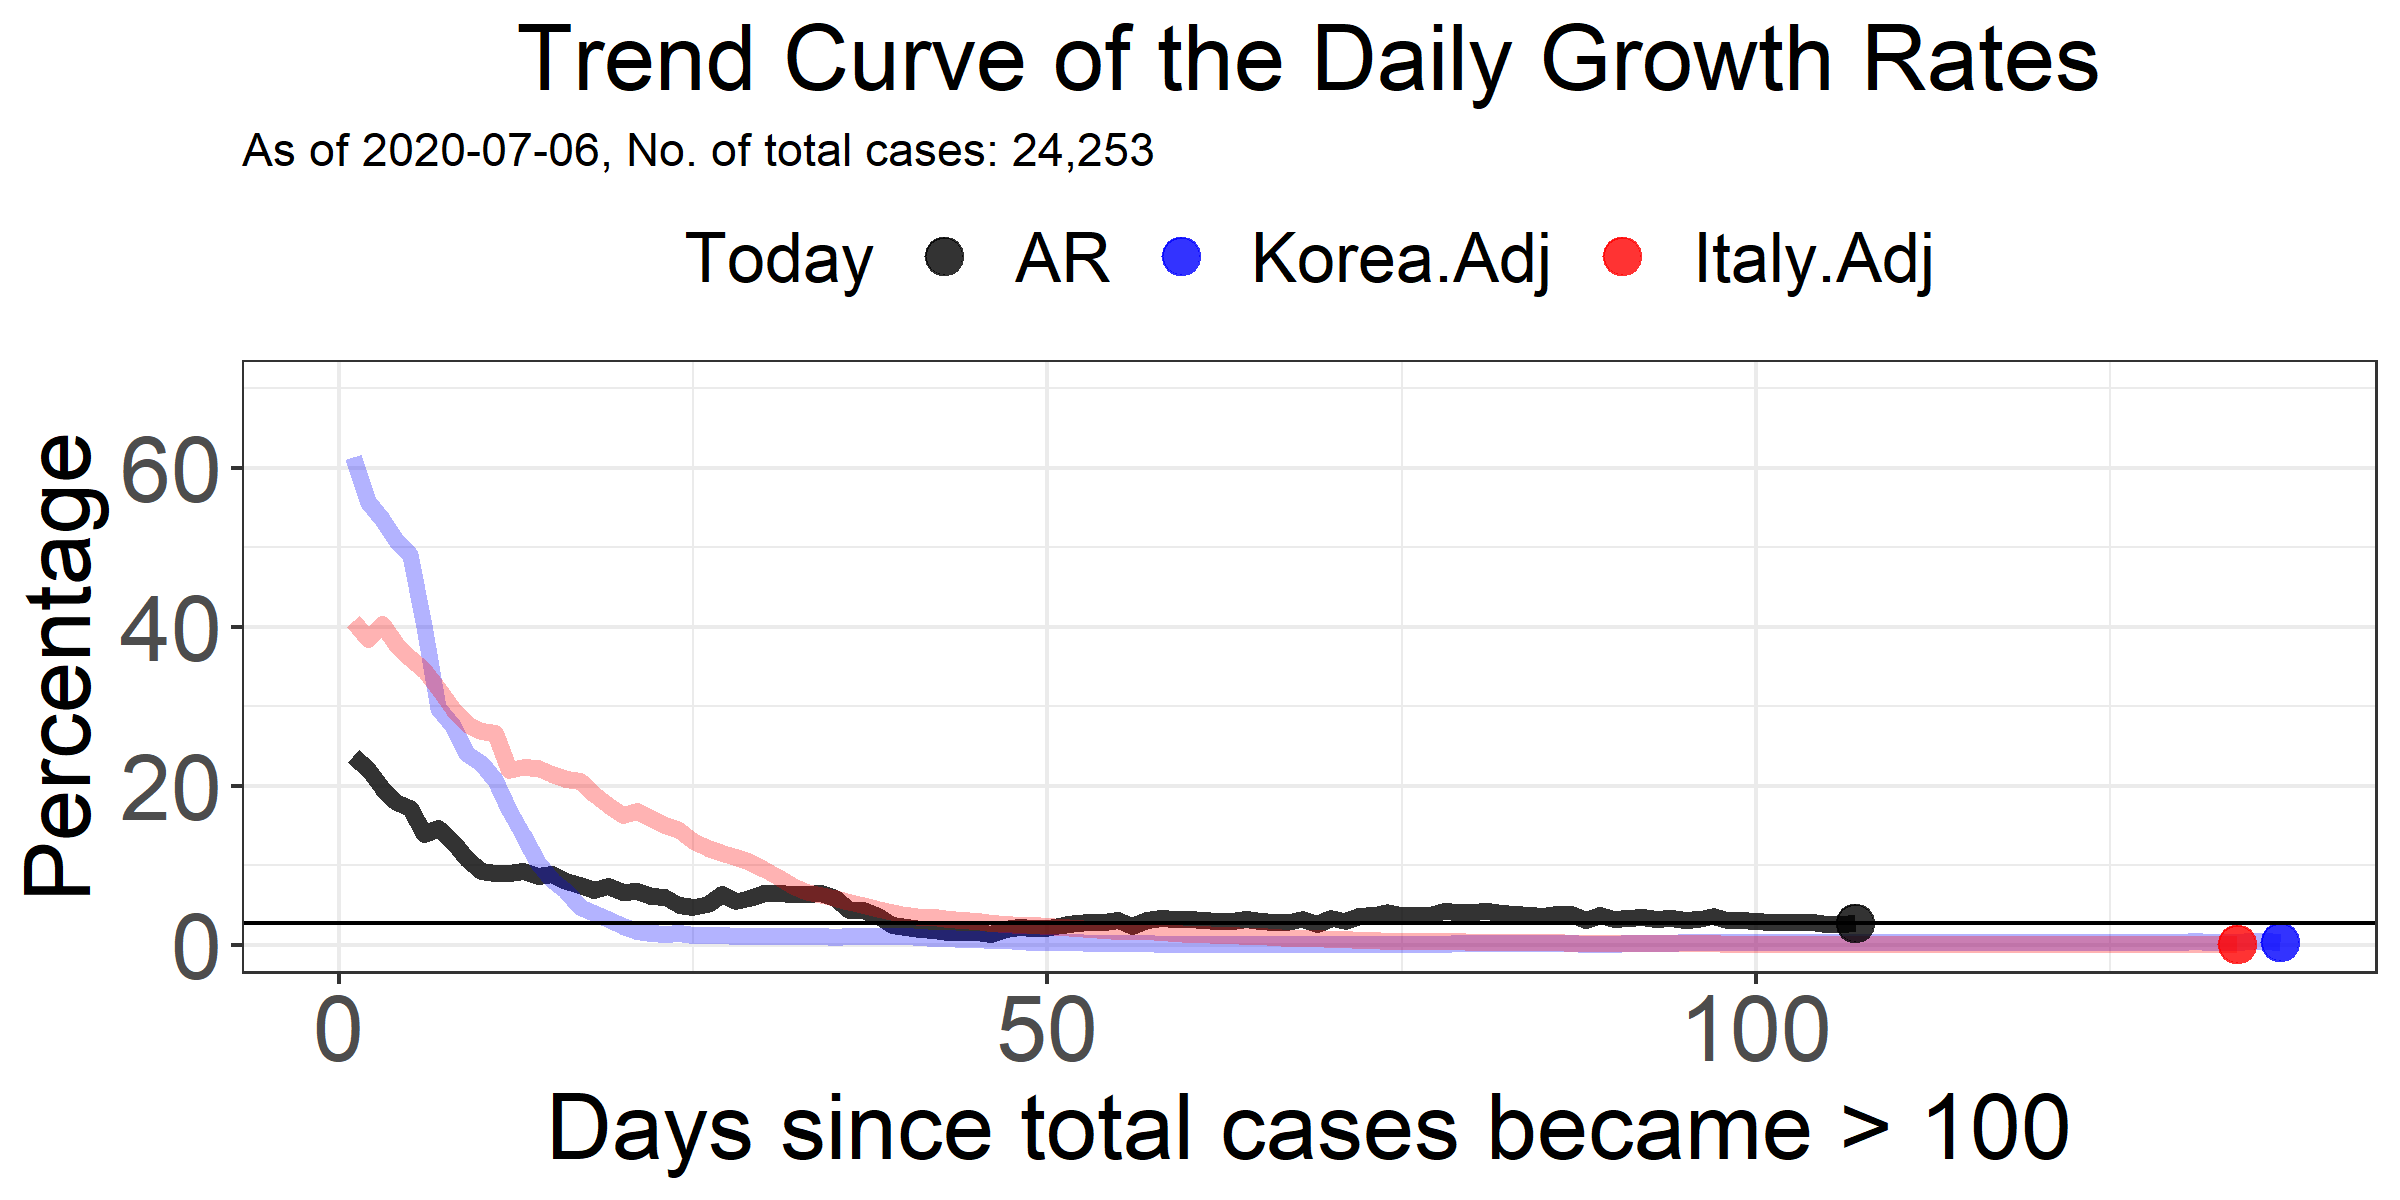 Trend Curve of the Daily Growth Rates
As of 2020-07-06, No. of total cases: 24,253
Today AR Korea.Adj Italy.Adj
Percentage
60
40
20
0
0 50 100
Days since total cases became > 100